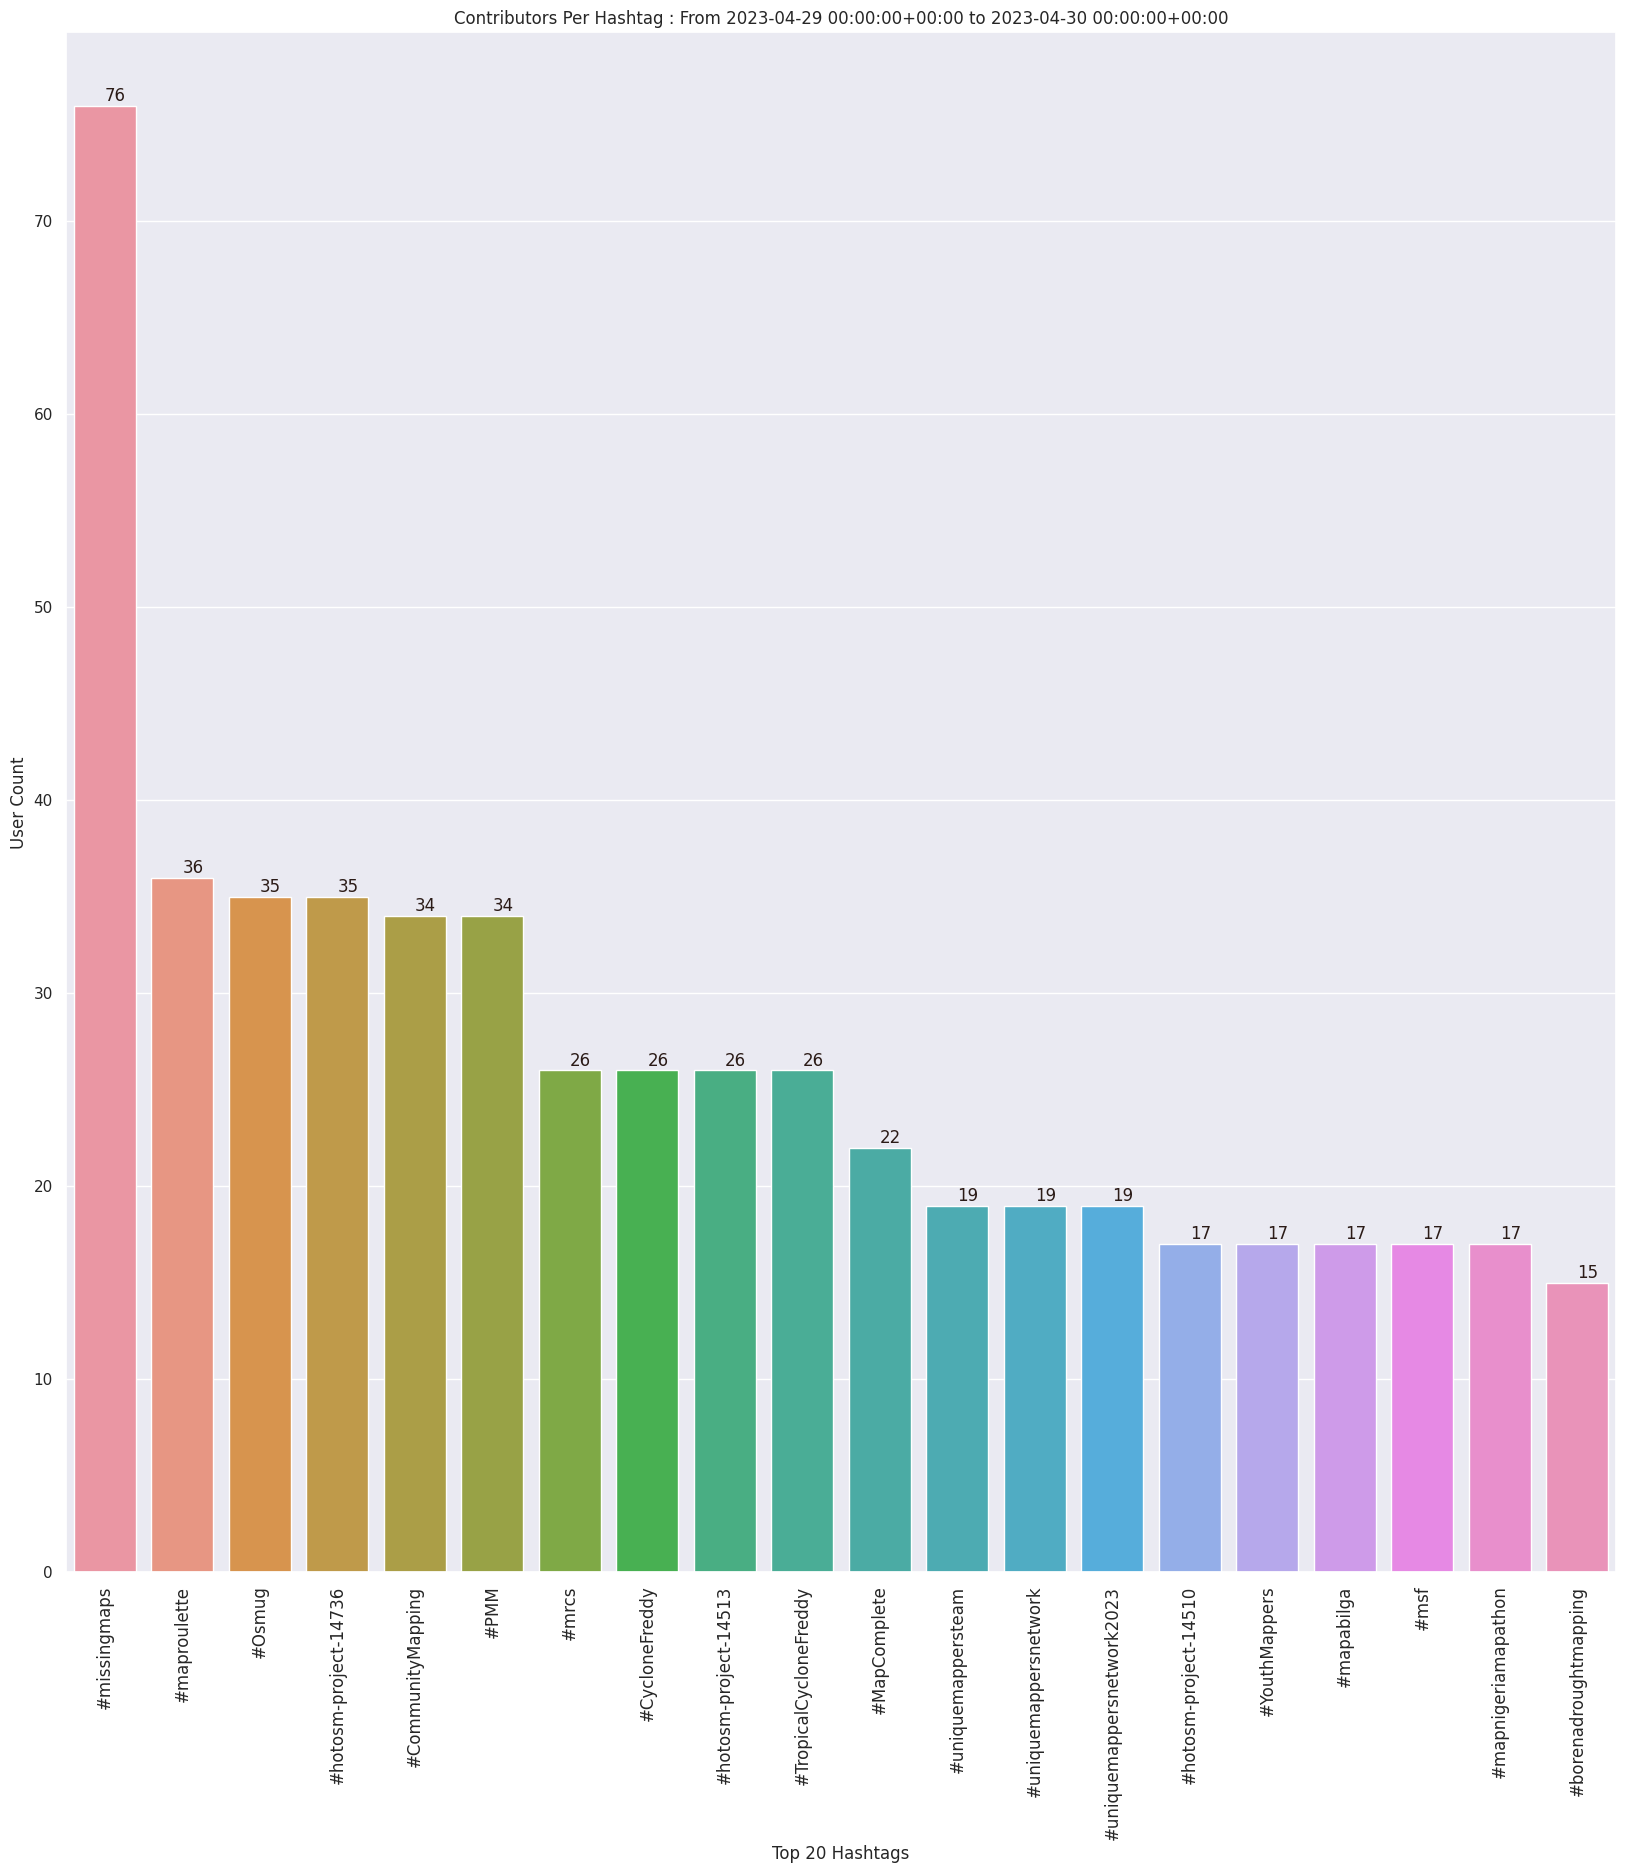 Contributors Per Hashtag : From 2023-04-29 00:00:00+00:00 to 2023-04-30 00:00:00+00:00
76
70
60
50
User Count
40
36
35
35
34
34
30
26
26
26
26
22
20
19
19
19
17
17
17
17
17
15
10
0
#missingmaps
#maproulette
#Osmug
#hotosm-project-14736
#CommunityMapping
#PMM
#mrcs
#CycloneFreddy
#hotosm-project-14513
#TropicalCycloneFreddy
#MapComplete
#uniquemappersteam
#uniquemappersnetwork
#uniquemappersnetwork2023
#hotosm-project-14510
#YouthMappers
#mapabilga
#msf
#mapnigeriamapathon
#borenadroughtmapping
Top 20 Hashtags